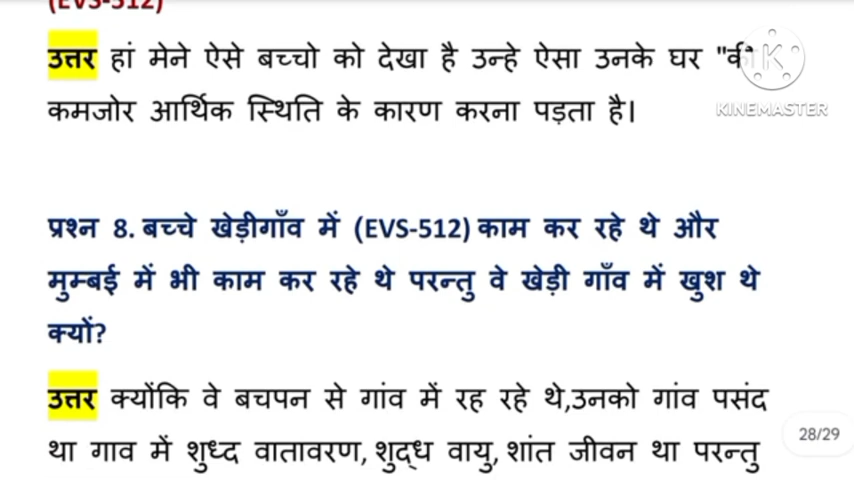 (EVS-512)
उत्तर हां मेने ऐसे बच्चो को देखा है उन्हे ऐसा उनके घर "की
कमजोर आर्थिक स्थिति के कारण करना पड़ता है।
KINEMASTER
प्रश्न 8. बच्चे खेड़ीगाँव में (EVS-512) काम कर रहे थे और
मुम्बई में भी काम कर रहे थे परन्तु वे खेड़ी गाँव में खुश थे
क्यों?
उत्तर क्योंकि वे बचपन से गांव में रह रहे थे,उनको गांव पसंद
था गाव में शुध्द वातावरण, शुद्ध वायु, शांत जीवन था परन्तु
28/29